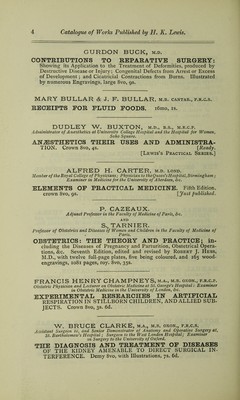 4 Catalogue of Works Published by H. K. Lewis.
GURDON BUCK, M.D.
CONTRIBUTIONS TO REPARATIVE SURGERY:
Showing its Application to the Treatment of Deformities, produced by
Destructive Disease or Injury; Congenital Defects from Arrest or Excess
of Development; and Cicatricial Contractions from Burns. Illustrated
by numerous Engravings, large 8vo, 9s.
MARY BULLAR & J. F. BULLAR, M.B. CANTAB., F.R.C.S.
RECEIPTS FOR FLUID FOODS. 16mo, 1s.
DUDLEY W. BUXTON, M.D., B.S., M.R.C.P.
Administrator of Anæsthetics at University College Hospital and the Hospital for Women,
Soho Square.
ANÆSTHETICS THEIR USES AND ADMINISTRA-
TION. Crown 8vo, 4s. [Ready.
[LEWIS'S PRACTICAL SERIES.]
ALFRED H. CARTER, M.D. LOND.
Member of the Royal College of Physicians; Physician to the Queen's Hospital, Birmingham;
Examiner in Medicine for the University of Aberdeen, &c.
ELEMENTS OF PRACTICAL MEDICINE. Fifth Edition,
crown 8vo, 9s. [Just published.
P. CAZEAUX.
Adjunct Professor in the Faculty of Medicine of Paris, &c.
AND
S. TARNIER.
Professor of Obstetrics and Diseases of Women and Children in the Faculty of Medicine of
Paris.
OBSTETRICS: THE THEORY AND PRACTICE; in-
cluding the Diseases of Pregnancy and Parturition, Obstetrical Opera-
tions, &c. Seventh Edition, edited and revised by ROBERT J. HESS,
M.D., with twelve full-page plates, five being coloured, and 165 wood-
engravings, 1081 pages, roy. 8vo, 35s.
FRANCIS HENRY CHAMPNEYS, M.A., M.B. OXON., F.R.C.P.
Obstetric Physician and Lecturer on Obstetric Medicine at St. George's Hospital: Examiner
in Obstetric Medicine in the University of London, &c.
EXPERIMENTAL RESEARCHES IN ARTIFICIAL
RESPIRATION IN STILLBORN CHILDREN, AND ALLIED SUB-
JECTS. Crown 8vo, 3s. 6d.
W. BRUCE CLARKE, M.A., M.B. OXON., F.R.C.S.
Assistant Surgeon to, and Senior Demonstrator of Anatomy and Operative Surgery at,
St. Bartholomew's Hospital; Surgeon to the West London Hospital; Examiner
in Surgery to the University of Oxford.
THE DIAGNOSIS AND TREATMENT OF DISEASES
OF THE KIDNEY AMENABLE TO DIRECT SURGICAL IN-
TERFERENCE. Demy 8vo, with Illustrations, 7s. 6d.